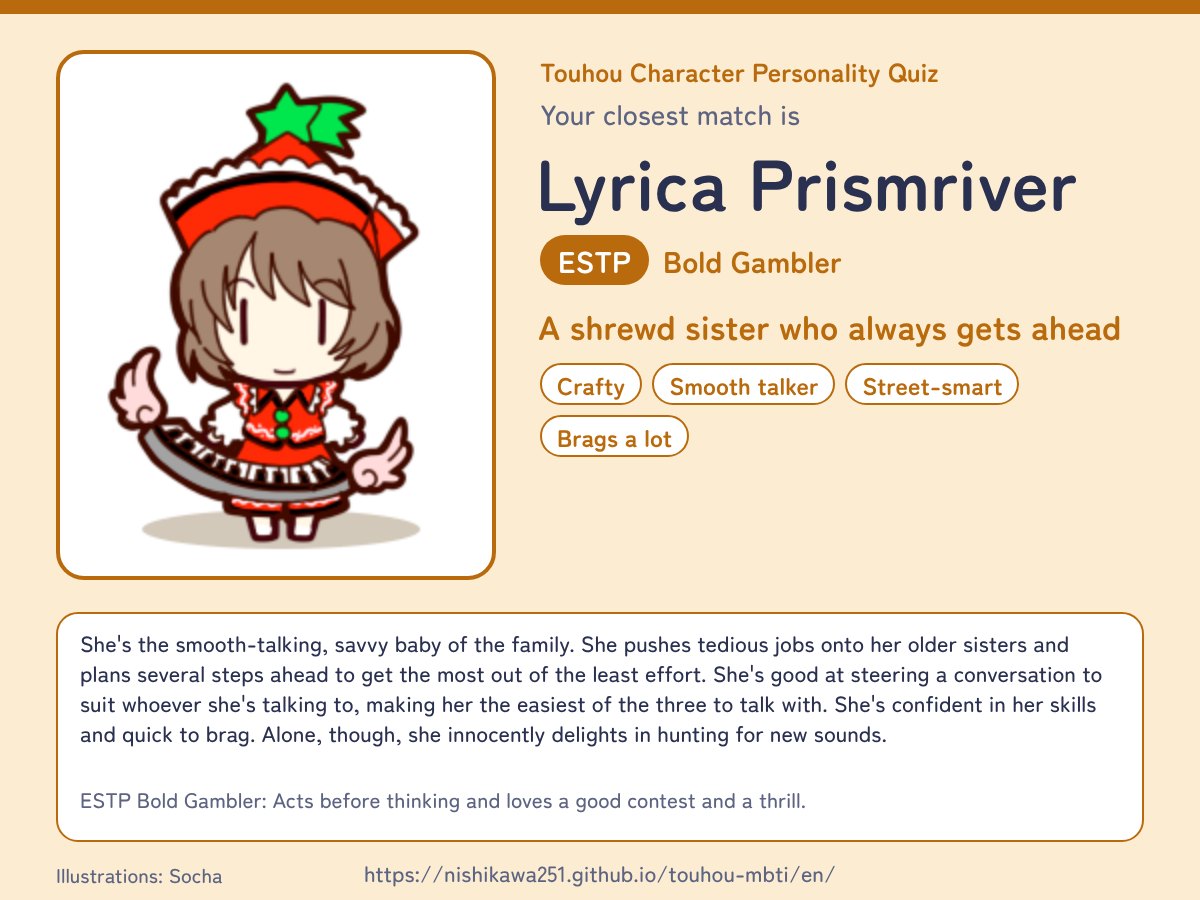 Touhou Character Personality Quiz
Your closest match is
Lyrica Prismriver
ESTP Bold Gambler
A shrewd sister who always gets ahead
Crafty Smooth talker Street-smart
Brags a lot
She's the smooth-talking, savvy baby of the family. She pushes tedious jobs onto her older sisters and
plans several steps ahead to get the most out of the least effort. She's good at steering a conversation to
suit whoever she's talking to, making her the easiest of the three to talk with. She's confident in her skills
and quick to brag. Alone, though, she innocently delights in hunting for new sounds.
ESTP Bold Gambler: Acts before thinking and loves a good contest and a thrill.
Illustrations: Socha https://nishikawa251.github.io/touhou-mbti/en/